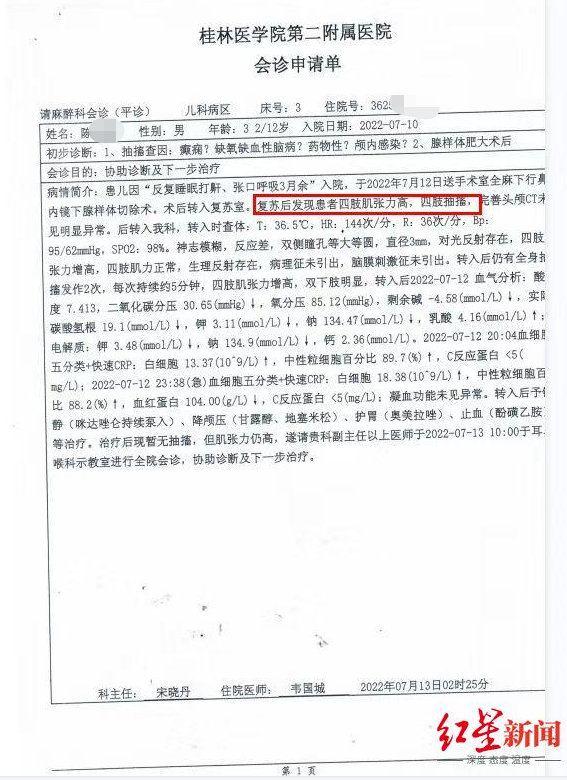 桂林医学院第二附属医院
会诊申请单
请麻醉科会诊（平诊） 儿科病区 床号：3 住院号：3625
姓名：陈 性别：男 年龄：3 2/12岁 入院日期：2022-07-10
初步诊断：1、抽搐查因：癫痫？缺氧缺血性脑病？药物性？颅内感染？2、腺样体肥大术后
会诊目的：协助诊断及下一步治疗
病情简介：患儿因“反复睡眠打鼾、张口呼吸3月余”入院，于2022年7月12日送手术室全麻下行鼻
内镜下腺样体切除术。术后转入复苏室。复苏后发现患者四肢肌张力高，四肢抽搐，完善头颅CT未
见明显异常。后转入我科，转入时查体：T：36.5℃，HR：144次/分，R：36次/分，Bp：
95/62mmHg，SPO2：98%。神志模糊，反应差，双侧瞳孔等大等圆，直径3mm，对光反射存在，四
张力增高，四肢肌力正常，生理反射存在，病理征未引出，脑膜刺激征未引出。转入后仍有全身抽
搐发作2次，每次持续约5分钟，四肢肌张力增高，双下肢明显，转入后2022-07-12 血气分析：酸
度 7.413，二氧化碳分压 30.65(mmHg)↓，氧分压 85.12(mmHg)，剩余碱 -4.58(mmol/L)↓，实际
碳酸氢根 19.1(mmol/L)↓，钾 3.11(mmol/L)↓，钠 134.47(mmol/L)↓，乳酸 4.16(mmol/L)↑；
电解质：钾 3.48(mmol/L)↓，钠 134.9(mmol/L)↓，钙 2.36(mmol/L)。2022-07-12 20:04血细胞
五分类+快速CRP：白细胞 13.37(10^9/L)↑，中性粒细胞百分比 89.7(%)↑，C反应蛋白 <5(
mg/L)；2022-07-12 23:38(急)血细胞五分类+快速CRP：白细胞 18.38(10^9/L)↑，中性粒细胞百
比 88.2(%)↑，血红蛋白 104.00(g/L)↓，C反应蛋白 <5(mg/L)；凝血功能未见异常。转入后予
静（咪达唑仑持续泵入）、降颅压（甘露醇、地塞米松）、护胃（奥美拉唑）、止血（酚磺乙胺）
等治疗。治疗后现暂无抽搐，但肌张力仍高，遂请贵科副主任以上医师于2022-07-13 10:00于耳
喉科示教室进行全院会诊，协助诊断及下一步治疗。
科主任： 宋晓丹 住院医师： 韦国城 2022年07月13日02时25分
第 1 页
红星新闻
深度 态度 温度